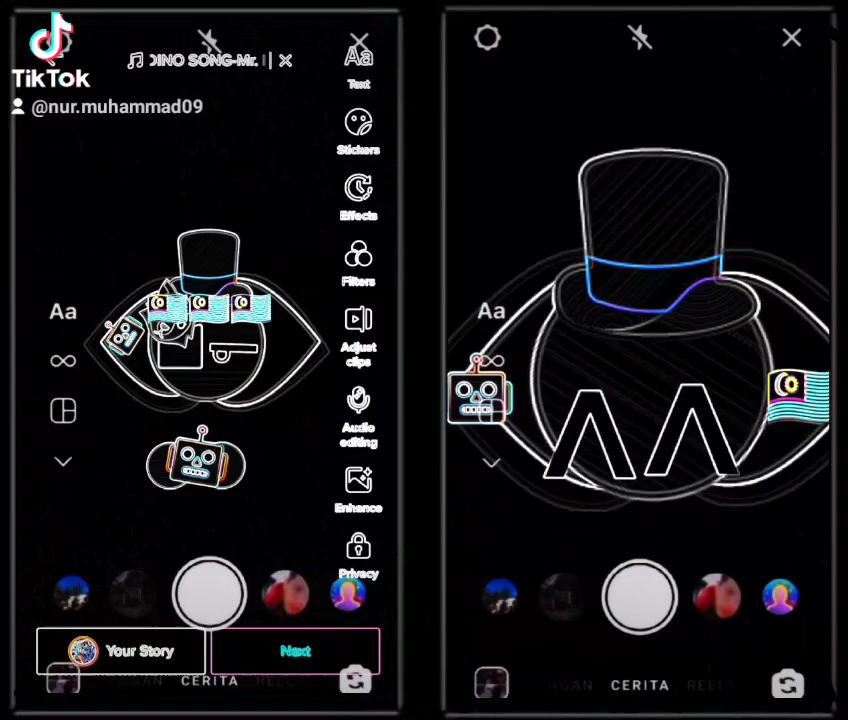 TikTok
@nur.muhammad09
DINO SONG-Mr.
Aa
Text
Stickers
Effects
Filters
Adjust
clips
Audio
editing
Enhance
Privacy
Aa
Your Story
Next
CERITA
Aa
CERITA
REELS